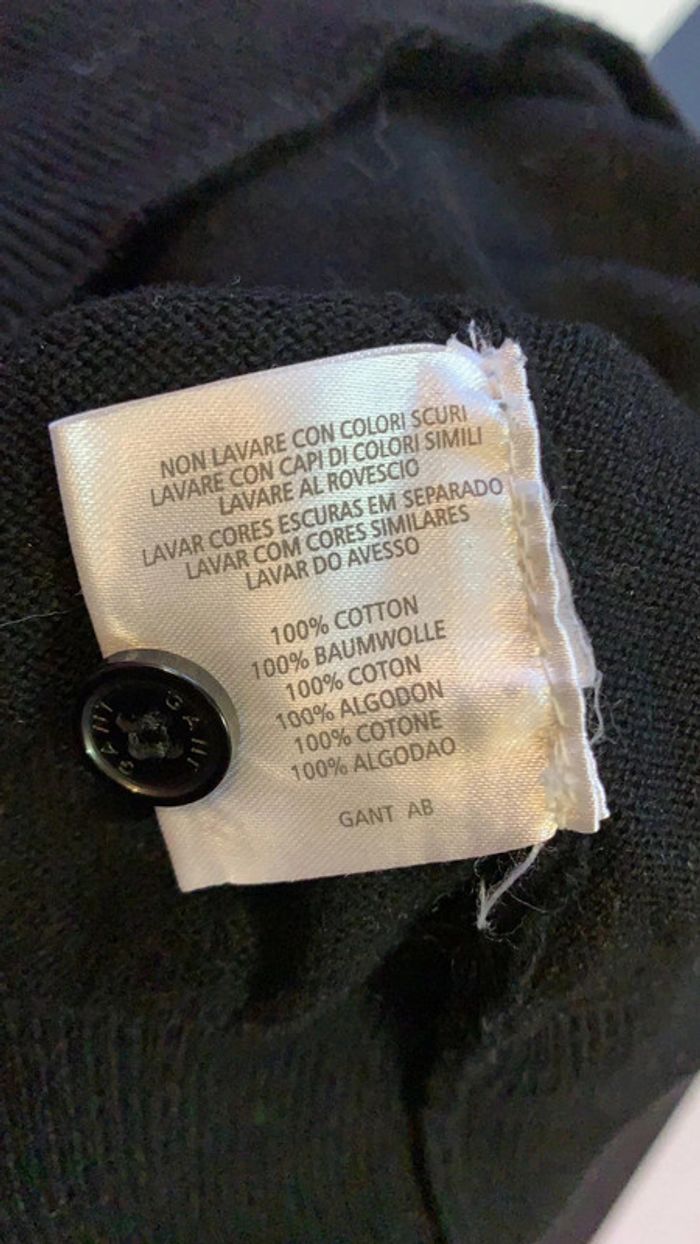 NON LAVARE CON COLORI SCURI
LAVARE CON CAPI DI COLORI SIMILI
LAVARE AL ROVESCIO
LAVAR CORES ESCURAS EM SEPARADO
LAVAR COM CORES SIMILARES
LAVAR DO AVESSO
100% COTTON
100% BAUMWOLLE
100% COTON
100% ALGODON
100% COTONE
100% ALGODAO
GANT AB
GANT
GANT